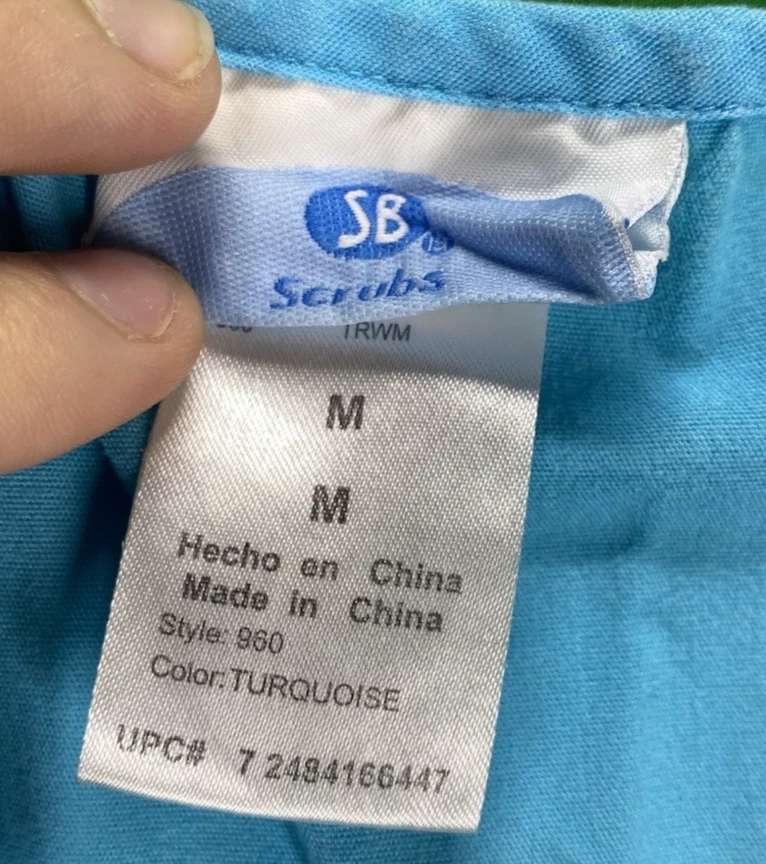 SB
Scrubs
TRWM
M
M
Hecho en China
Made in China
Style: 960
Color:TURQUOISE
UPC# 7 2484166447